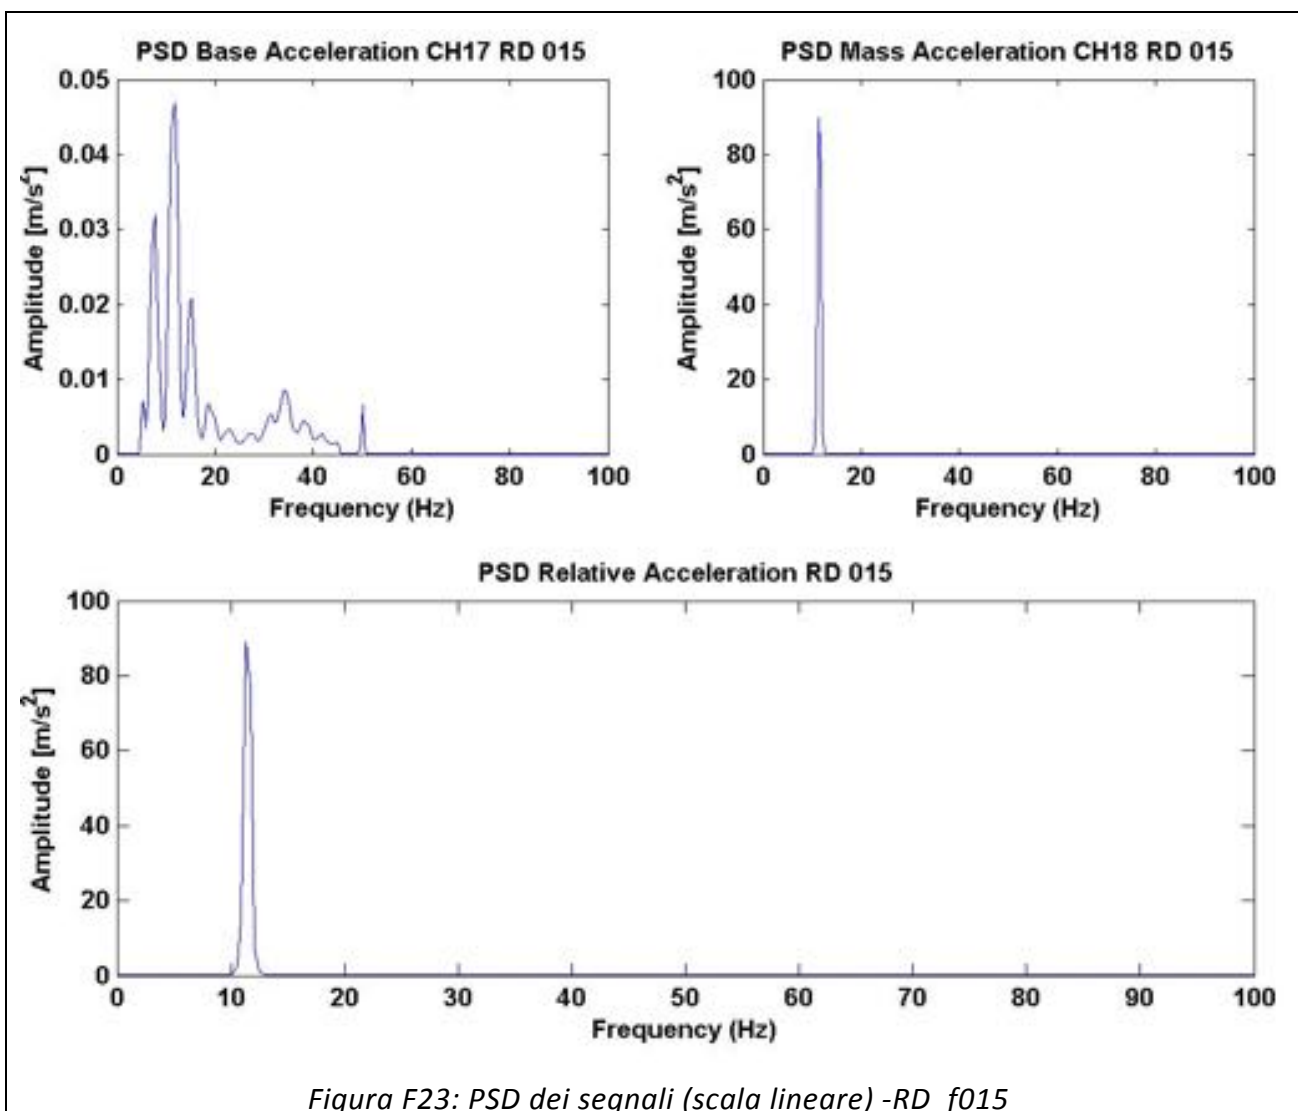 PSD Base Acceleration CH17 RD 015
0.05
0.04
0.03
0.02
0.01
0
Amplitude [m/s²]
0 20 40 60 80 100
Frequency (Hz)
PSD Mass Acceleration CH18 RD 015
100
80
60
40
20
0
Amplitude [m/s²]
0 20 40 60 80 100
Frequency (Hz)
PSD Relative Acceleration RD 015
100
80
60
40
20
0
Amplitude [m/s²]
0 10 20 30 40 50 60 70 80 90 100
Frequency (Hz)
Figura F23: PSD dei segnali (scala lineare) -RD_f015